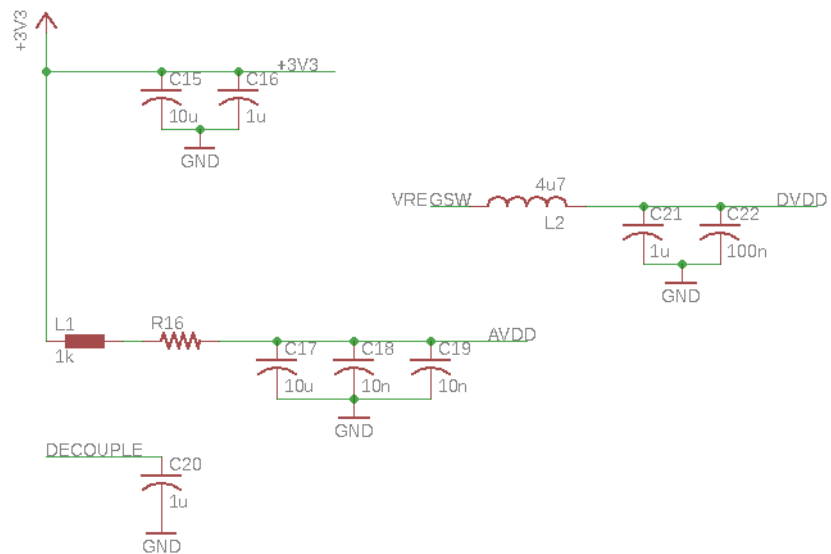 +3V3
C15
C16
+3V3
10u
1u
GND
4u7
VREGSW
L2
C21
C22
DVDD
1u
100n
GND
L1
1k
R16
C17
C18
C19
AVDD
10u
10n
10n
GND
DECOUPLE
C20
1u
GND